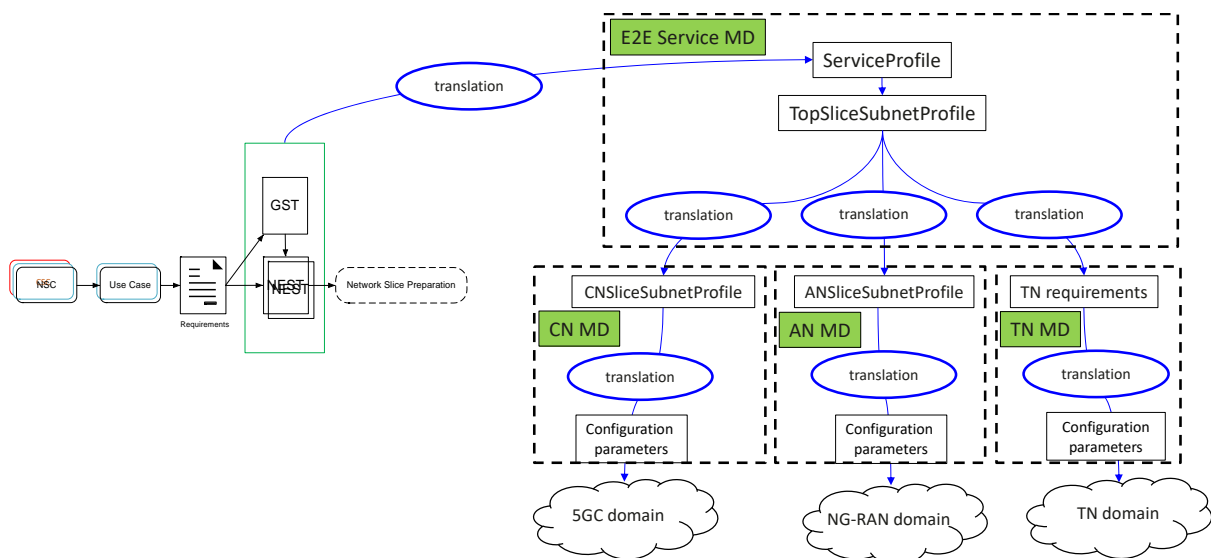 E2E Service MD
ServiceProfile
translation
TopSliceSubnetProfile
GST
translation
translation
translation
NSC
Use Case
NEST
NEST
Network Slice Preparation
CNSliceSubnetProfile
ANSliceSubnetProfile
TN requirements
Requirements
CN MD
AN MD
TN MD
translation
translation
translation
Configuration
parameters
Configuration
parameters
Configuration
parameters
5GC domain
NG-RAN domain
TN domain